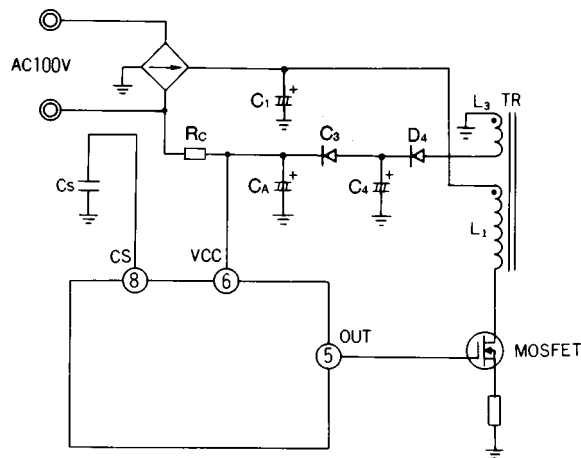 AC100V
C1
+
L3
TR
RC
C3
D4
+
+
CS
CA
C4
L1
CS
VCC
8
6
OUT
5
MOSFET